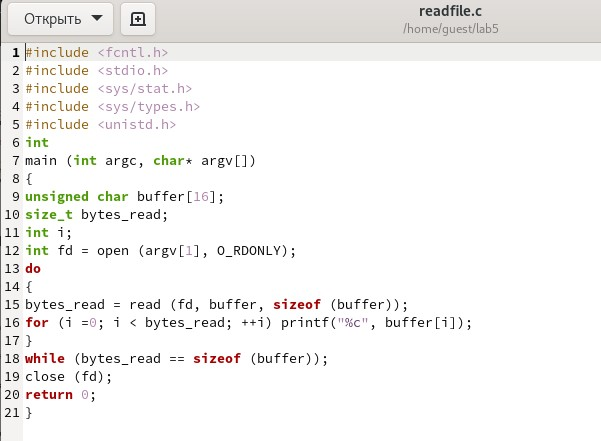 Открыть
readfile.c
/home/guest/lab5
1 #include <fcntl.h>
2 #include <stdio.h>
3 #include <sys/stat.h>
4 #include <sys/types.h>
5 #include <unistd.h>
6 int
7 main (int argc, char* argv[])
8 {
9 unsigned char buffer[16];
10 size_t bytes_read;
11 int i;
12 int fd = open (argv[1], O_RDONLY);
13 do
14 {
15 bytes_read = read (fd, buffer, sizeof (buffer));
16 for (i =0; i < bytes_read; ++i) printf("%c", buffer[i]);
17 }
18 while (bytes_read == sizeof (buffer));
19 close (fd);
20 return 0;
21 }